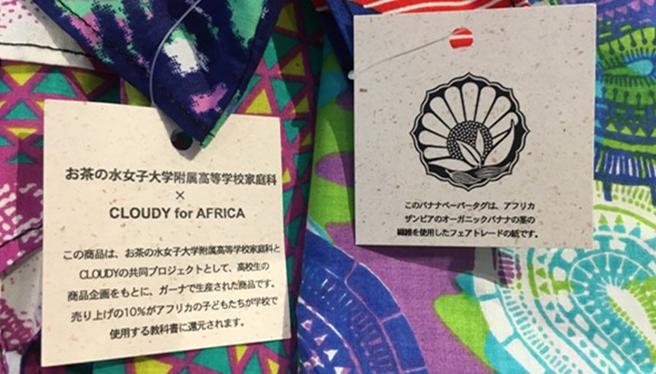 お茶の水女子大学附属高等学校家庭科
×
CLOUDY for AFRICA
この商品は、お茶の水女子大学附属高等学校家庭科と
CLOUDYの共同プロジェクトとして、高校生の
商品企画をもとに、ガーナで生産された商品です。
売り上げの10%がアフリカの子どもたちが学校で
使用する教科書に還元されます。
このバナナペーパータグは、アフリカ
ザンビアのオーガニックバナナの茎の
繊維を使用したフェアトレードの紙です。